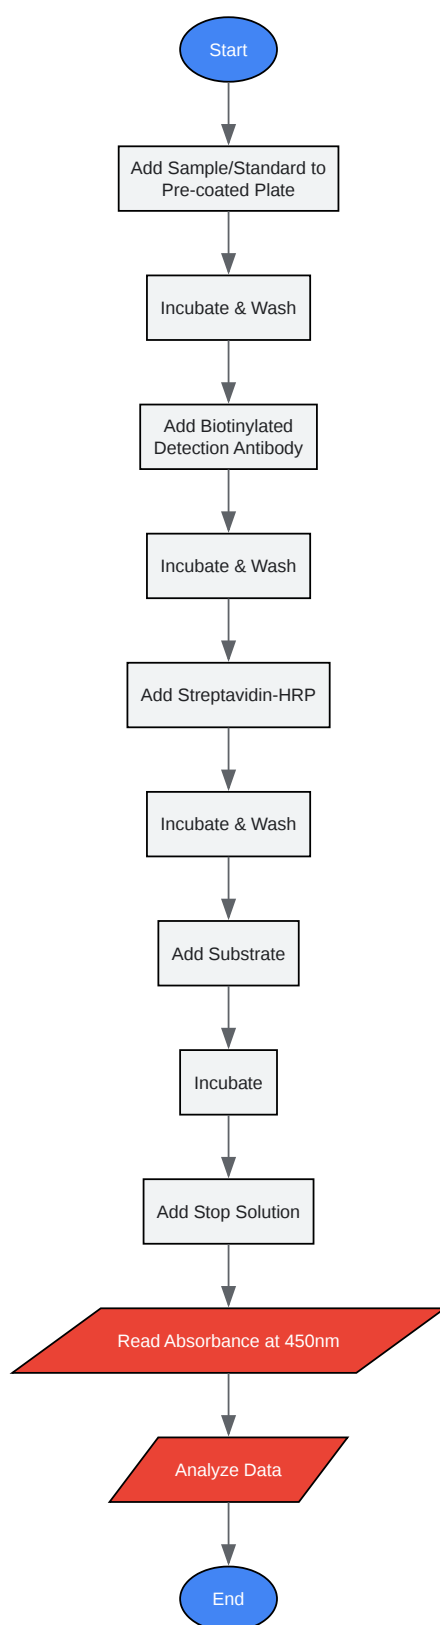 Start
Add Sample/Standard to
Pre-coated Plate
Incubate & Wash
Add Biotinylated
Detection Antibody
Incubate & Wash
Add Streptavidin-HRP
Incubate & Wash
Add Substrate
Incubate
Add Stop Solution
Read Absorbance at 450nm
Analyze Data
End